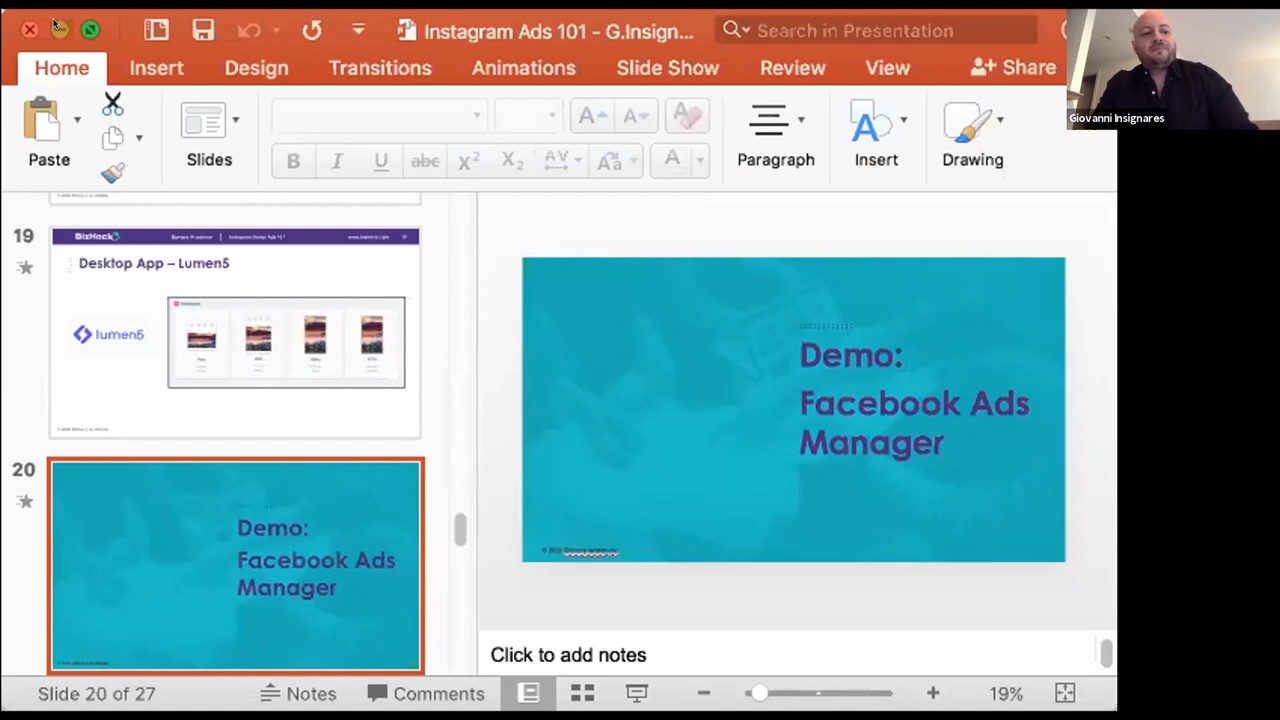 Instagram Ads 101 - G.Insign...
Search in Presentation
Home
Insert
Design
Transitions
Animations
Slide Show
Review
View
Share
Giovanni Insignares
Paste
Slides
Paragraph
Insert
Drawing
19
BizHack
Desktop App – Lumen5
lumen5
20
Demo:
Facebook Ads
Manager
Demo:
Facebook Ads
Manager
Click to add notes
Slide 20 of 27
Notes
Comments
19%